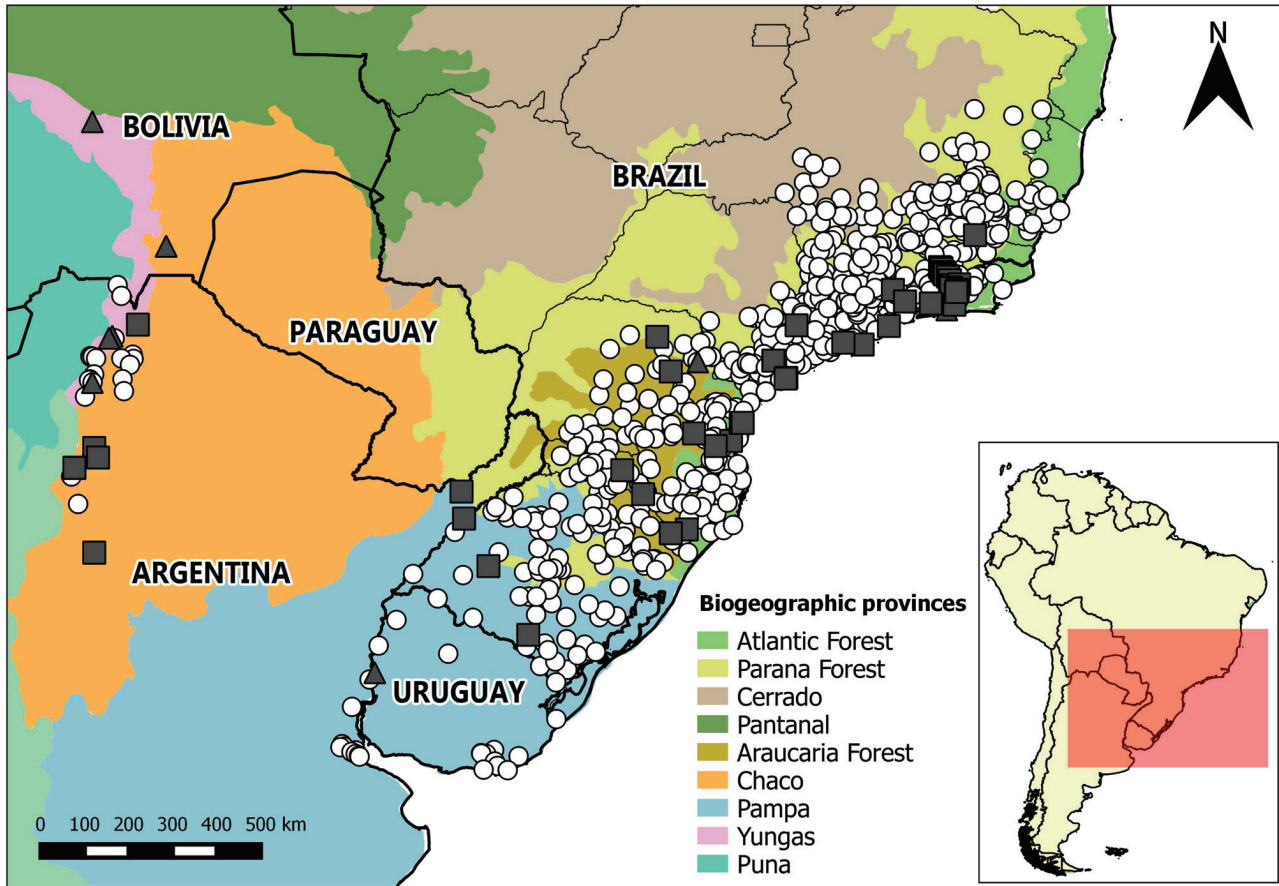 N
BOLIVIA
BRAZIL
PARAGUAY
ARGENTINA
URUGUAY
Biogeographic provinces
Atlantic Forest
Parana Forest
Cerrado
Pantanal
Araucaria Forest
Chaco
Pampa
Yungas
Puna
0 100 200 300 400 500 km